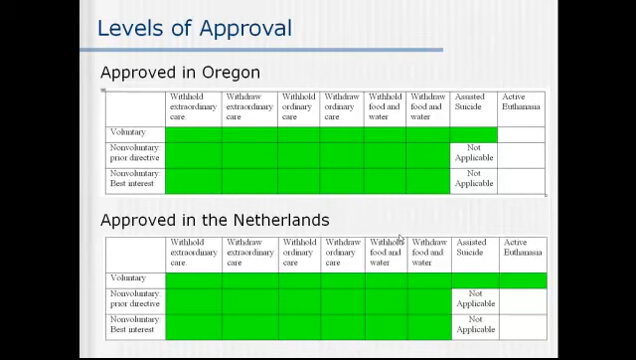 Levels of Approval
Approved in Oregon
Withhold extraordinary care. Withdraw extraordinary care Withhold ordinary care Withdraw ordinary care. Withhold food and water Withdraw food and water Assisted Suicide Active Euthanasia
Voluntary
Nonvoluntary: prior directive Not Applicable
Nonvoluntary: Best interest Not Applicable
Approved in the Netherlands
Withhold extraordinary care. Withdraw extraordinary care Withhold ordinary care Withdraw ordinary care. Withhold food and water Withdraw food and water Assisted Suicide Active Euthanasia
Voluntary
Nonvoluntary: prior directive Not Applicable
Nonvoluntary: Best interest Not Applicable